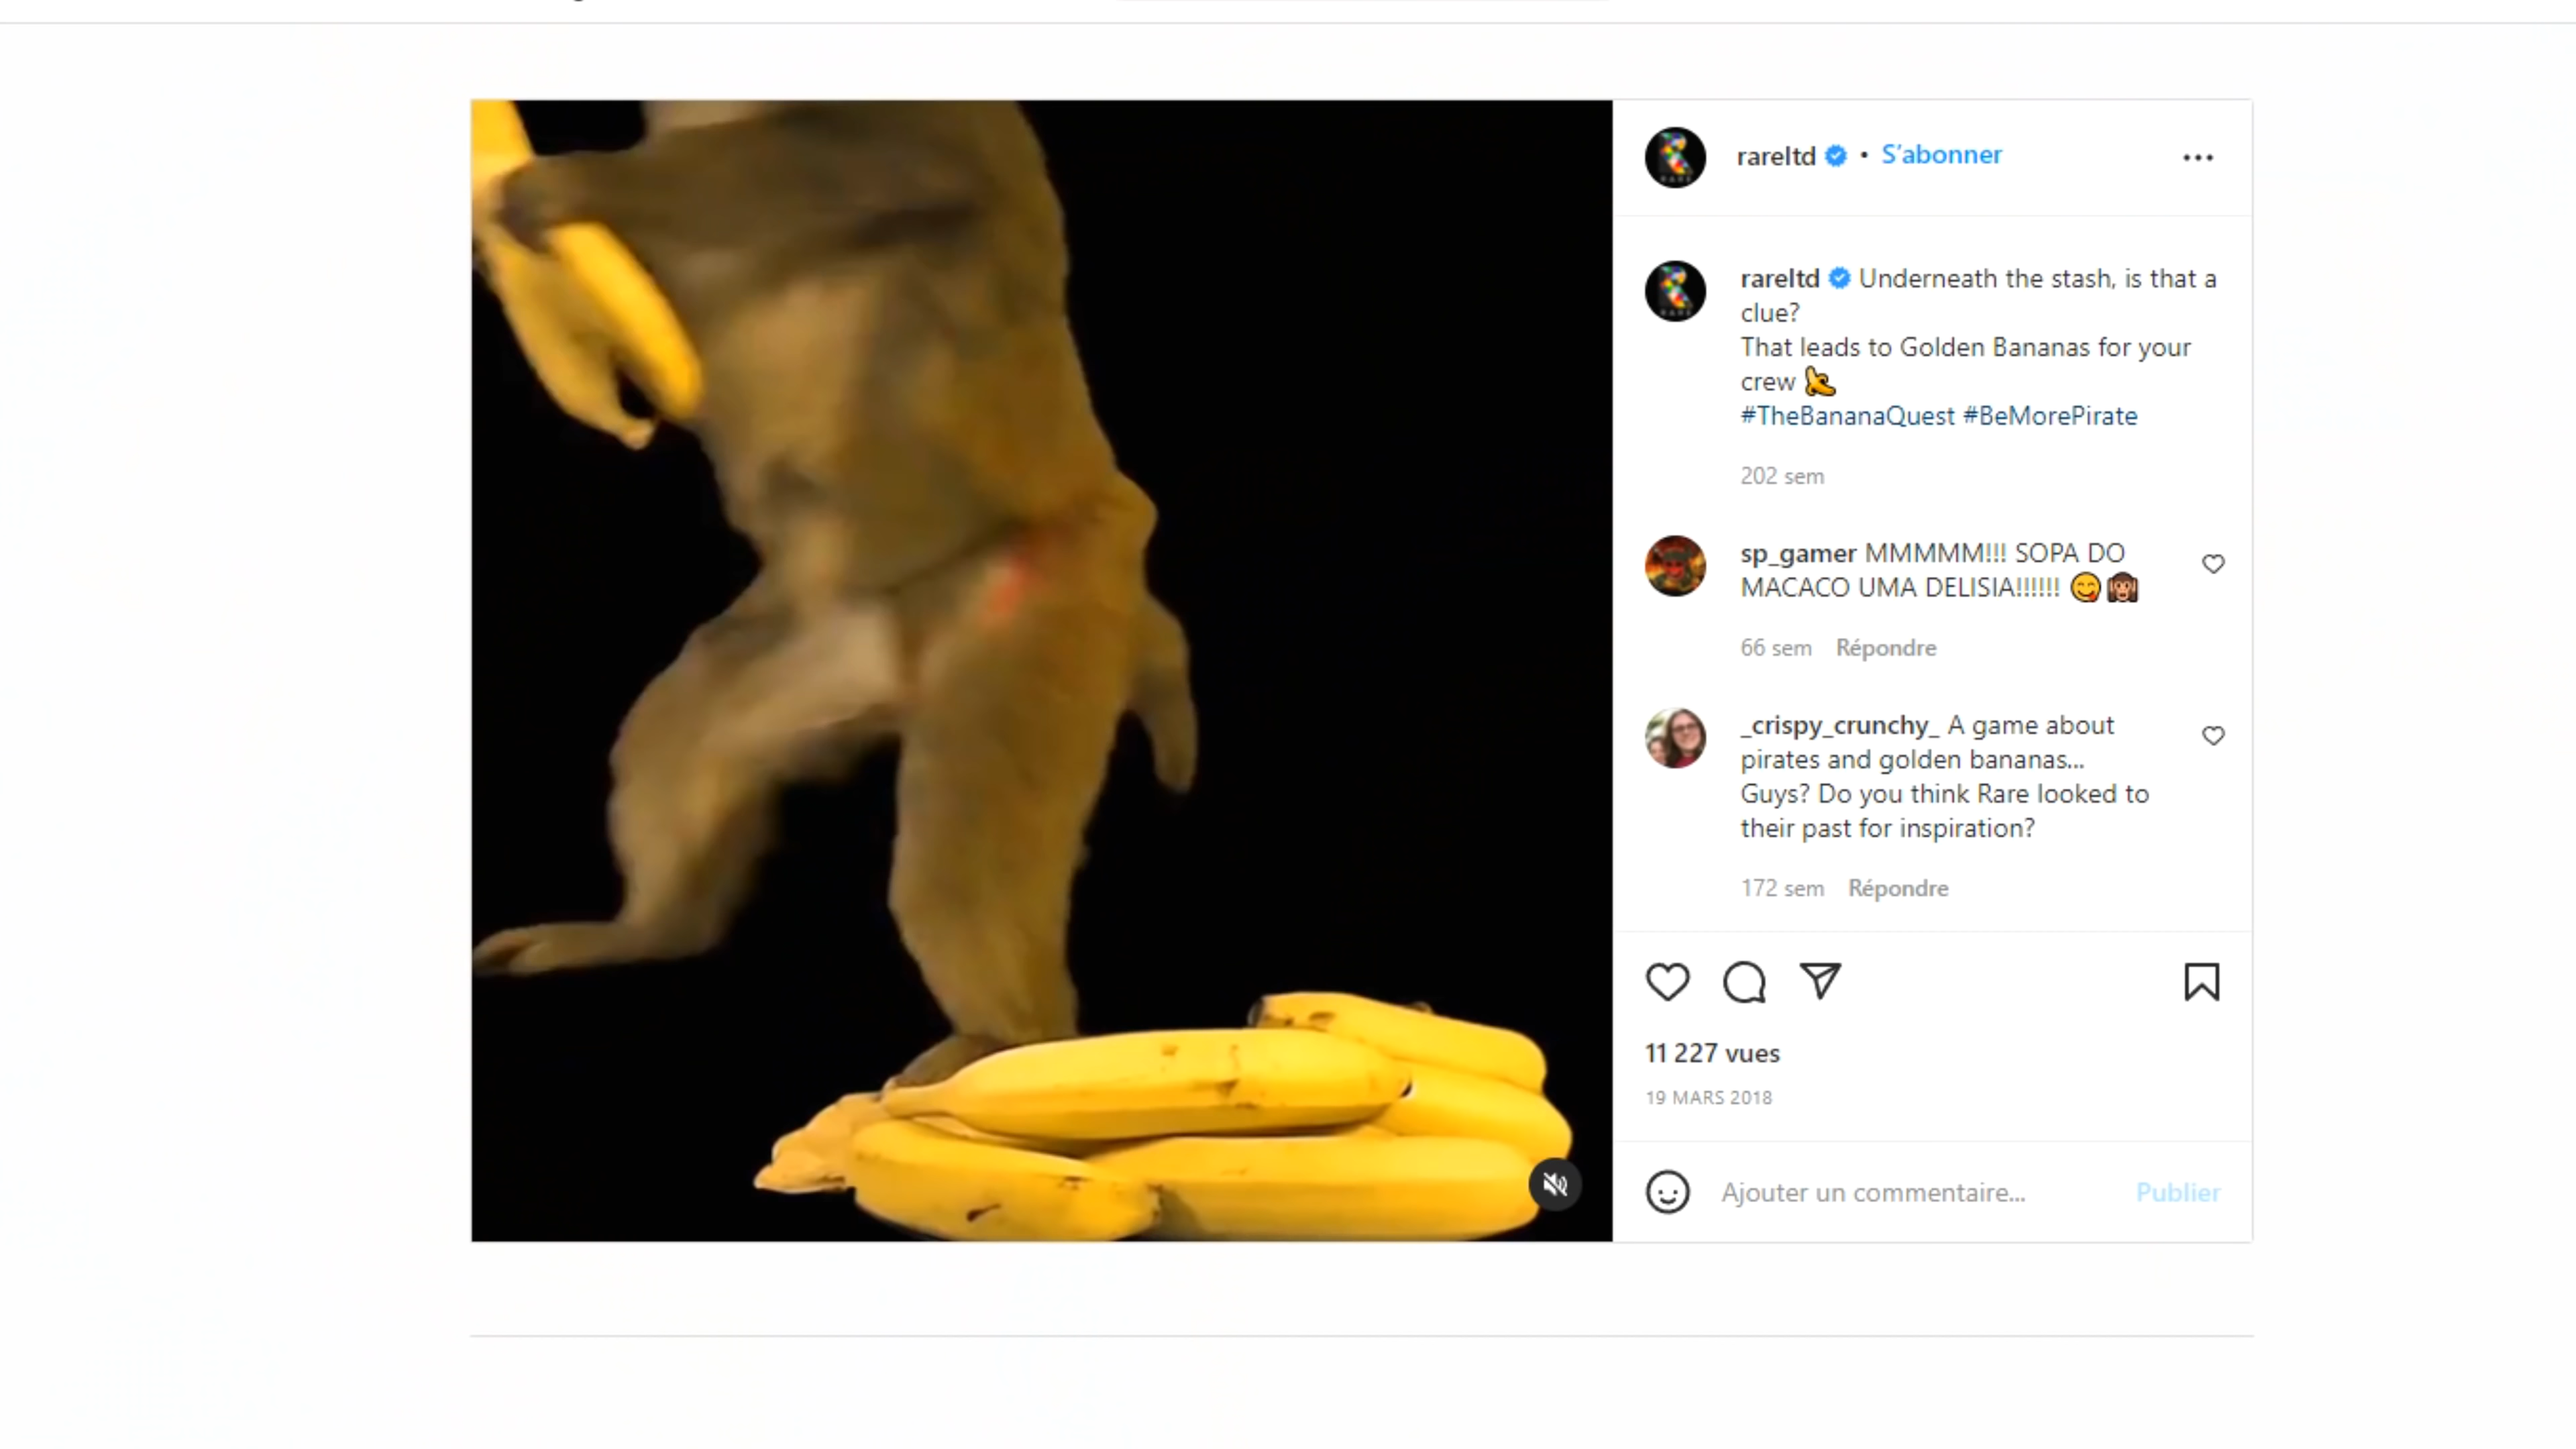 rareltd • S'abonner
rareltd Underneath the stash, is that a
clue?
That leads to Golden Bananas for your
crew 🍌
#TheBananaQuest #BeMorePirate
202 sem
sp_gamer MMMMM!!! SOPA DO
MACACO UMA DELISIA!!!!!! 😋🙉
66 sem Répondre
_crispy_crunchy_ A game about
pirates and golden bananas...
Guys? Do you think Rare looked to
their past for inspiration?
172 sem Répondre
11 227 vues
19 MARS 2018
Ajouter un commentaire... Publier